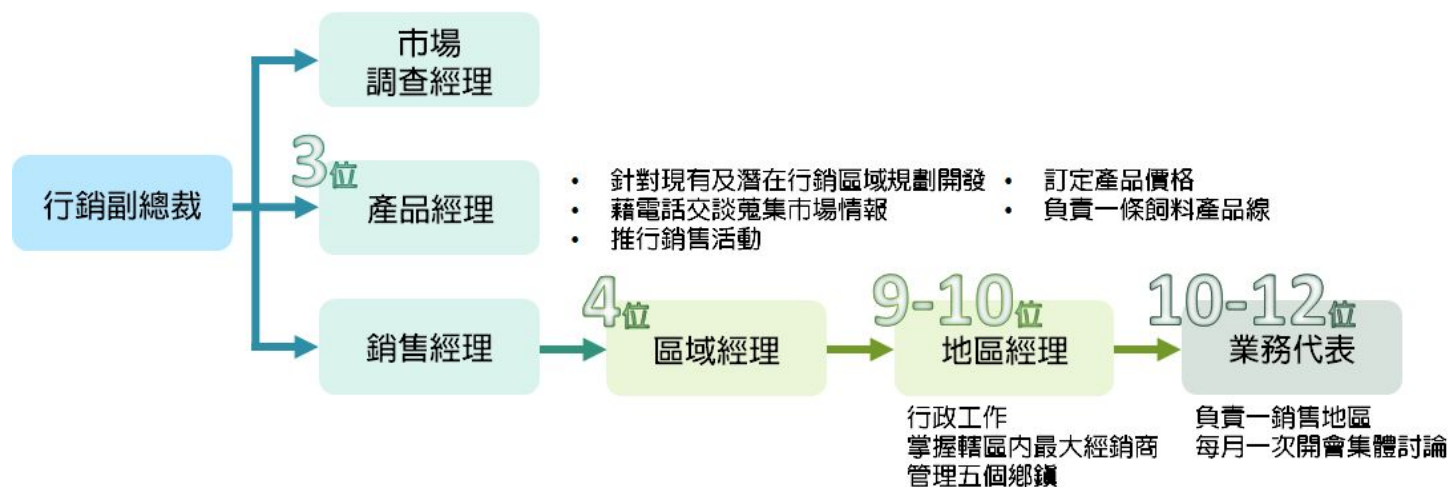 市場
調查經理
行銷副總裁
3位
產品經理
• 針對現有及潛在行銷區域規劃開發
• 藉電話交談蒐集市場情報
• 推行銷售活動
• 訂定產品價格
• 負責一條飼料產品線
銷售經理
4位
區域經理
9-10位
地區經理
行政工作
掌握轄區內最大經銷商
管理五個鄉鎮
10-12位
業務代表
負責一銷售地區
每月一次開會集體討論